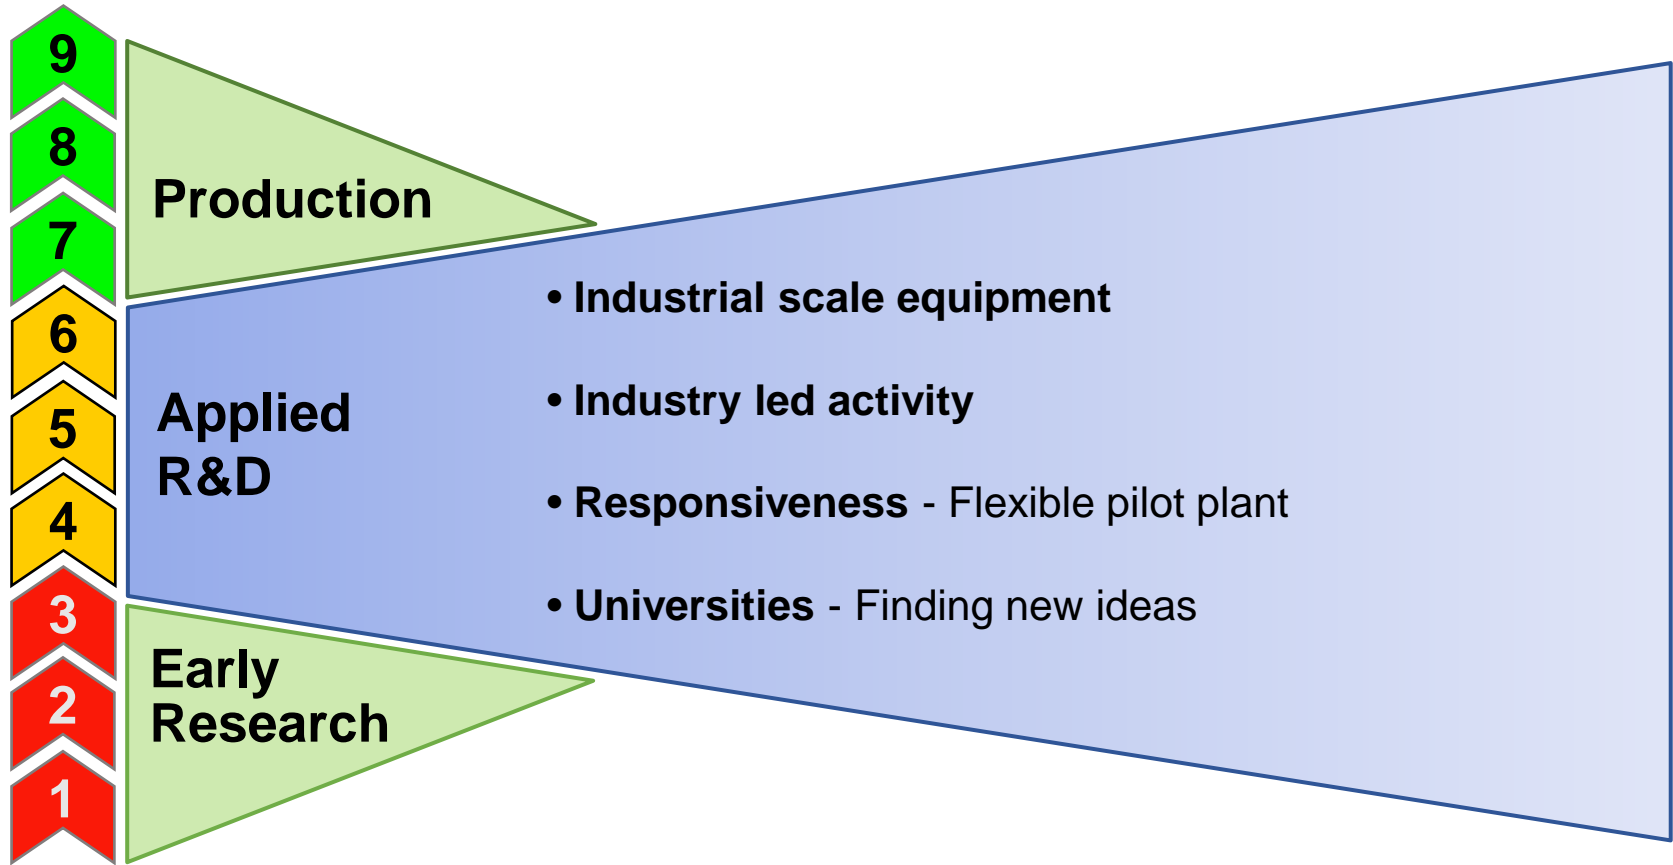 9
8
7
6
5
4
3
2
1
Production
Applied
R&D
Early
Research
• Industrial scale equipment
• Industry led activity
• Responsiveness - Flexible pilot plant
• Universities - Finding new ideas